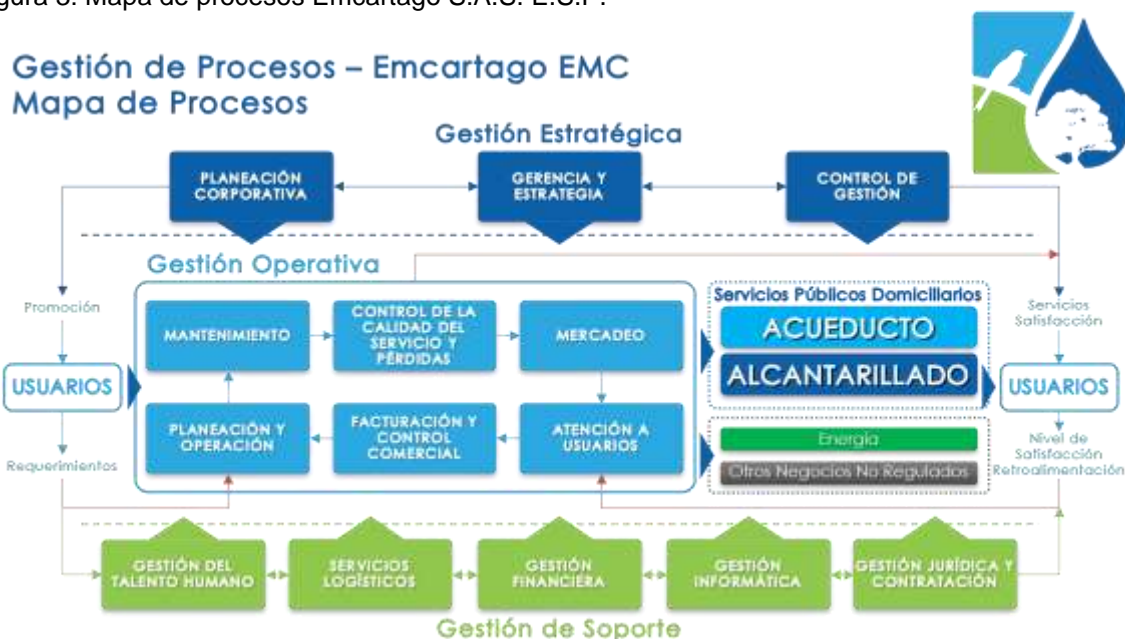 gura 3. Mapa de procesos Emcartago S.A.S. E.S.P.
Gestión de Procesos – Emcartago EMC
Mapa de Procesos
Gestión Estratégica
PLANEACIÓN
CORPORATIVA
GERENCIA Y
ESTRATEGIA
CONTROL DE
GESTIÓN
Gestión Operativa
Promoción
USUARIOS
Requerimientos
MANTENIMIENTO
CONTROL DE LA
CALIDAD DEL
SERVICIO Y
PÉRDIDAS
MERCADEO
PLANEACIÓN Y
OPERACIÓN
FACTURACIÓN Y
CONTROL
COMERCIAL
ATENCIÓN A
USUARIOS
Servicios Públicos Domiciliarios
ACUEDUCTO
ALCANTARILLADO
Energía
Otros Negocios No Regulados
Servicios
Satisfacción
USUARIOS
Nivel de
Satisfacción
Retroalimentación
GESTIÓN DEL
TALENTO HUMANO
SERVICIOS
LOGÍSTICOS
GESTIÓN
FINANCIERA
GESTIÓN
INFORMÁTICA
GESTIÓN JURÍDICA Y
CONTRATACIÓN
Gestión de Soporte